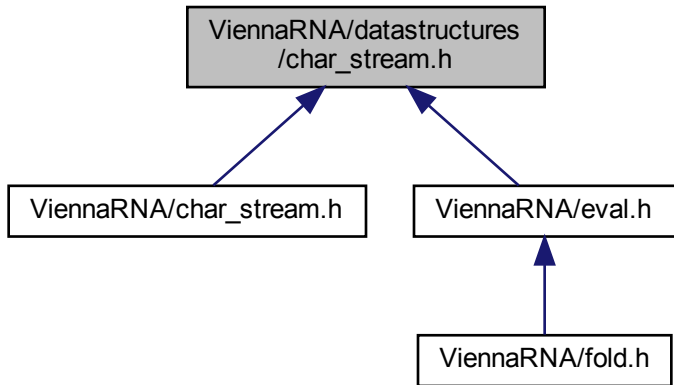 ViennaRNA/datastructures
/char_stream.h
ViennaRNA/char_stream.h
ViennaRNA/eval.h
ViennaRNA/fold.h